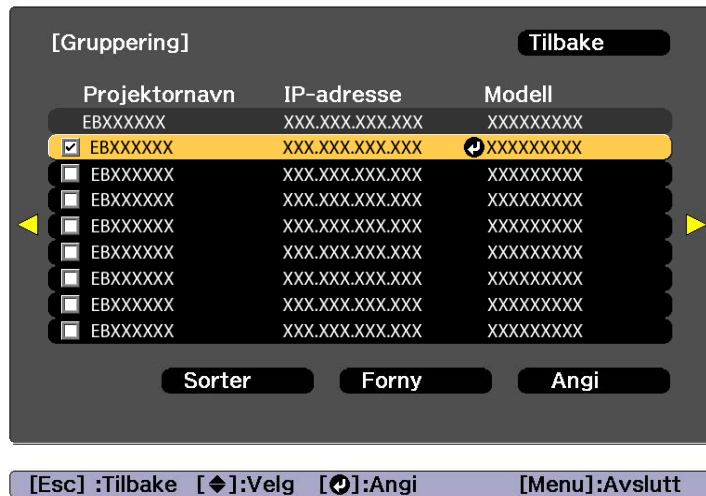 [Gruppering] Tilbake
Projektornavn IP-adresse Modell
EBXXXXXX XXX.XXX.XXX.XXX XXXXXXXXX
EBXXXXXX XXX.XXX.XXX.XXX XXXXXXXXX
EBXXXXXX XXX.XXX.XXX.XXX XXXXXXXXX
EBXXXXXX XXX.XXX.XXX.XXX XXXXXXXXX
EBXXXXXX XXX.XXX.XXX.XXX XXXXXXXXX
EBXXXXXX XXX.XXX.XXX.XXX XXXXXXXXX
EBXXXXXX XXX.XXX.XXX.XXX XXXXXXXXX
EBXXXXXX XXX.XXX.XXX.XXX XXXXXXXXX
EBXXXXXX XXX.XXX.XXX.XXX XXXXXXXXX
Sorter Forny Angi
[Esc] :Tilbake [◆]:Velg [↵]:Angi [Menu]:Avslutt